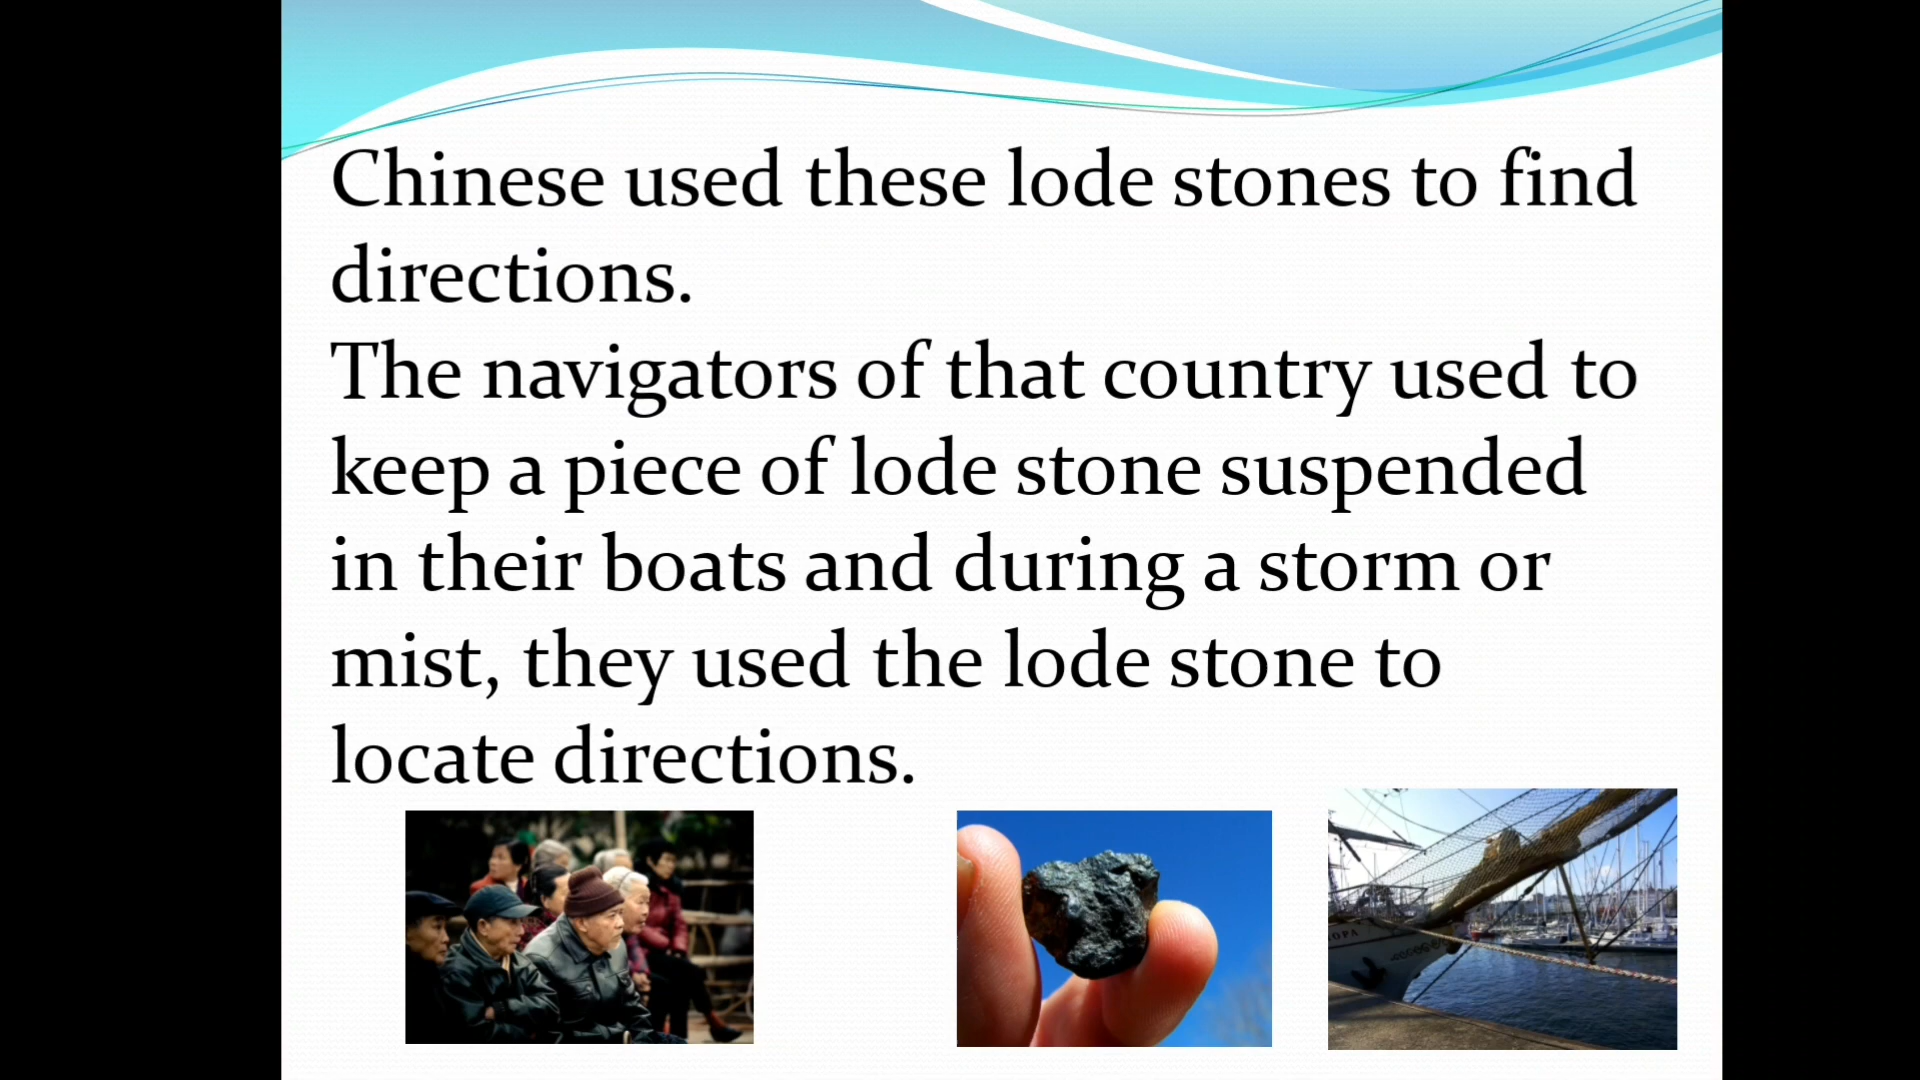 Chinese used these lode stones to find
directions.
The navigators of that country used to
keep a piece of lode stone suspended
in their boats and during a storm or
mist, they used the lode stone to
locate directions.